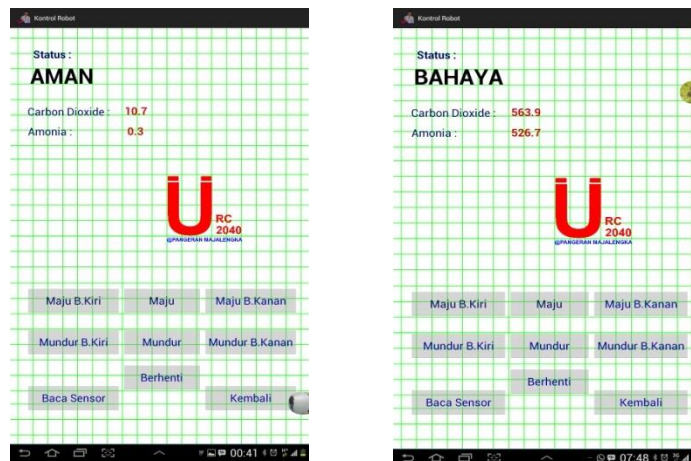 Kontrol Robot
Status :
AMAN
Carbon Dioxide : 10.7
Amonia : 0.3
RC
2040
@PANGERAN MAJALENGKA
Maju B.Kiri Maju Maju B.Kanan
Mundur B.Kiri Mundur Mundur B.Kanan
Berhenti
Baca Sensor Kembali
00:41
Kontrol Robot
Status :
BAHAYA
Carbon Dioxide : 563.9
Amonia : 526.7
RC
2040
@PANGERAN MAJALENGKA
Maju B.Kiri Maju Maju B.Kanan
Mundur B.Kiri Mundur Mundur B.Kanan
Berhenti
Baca Sensor Kembali
07:48